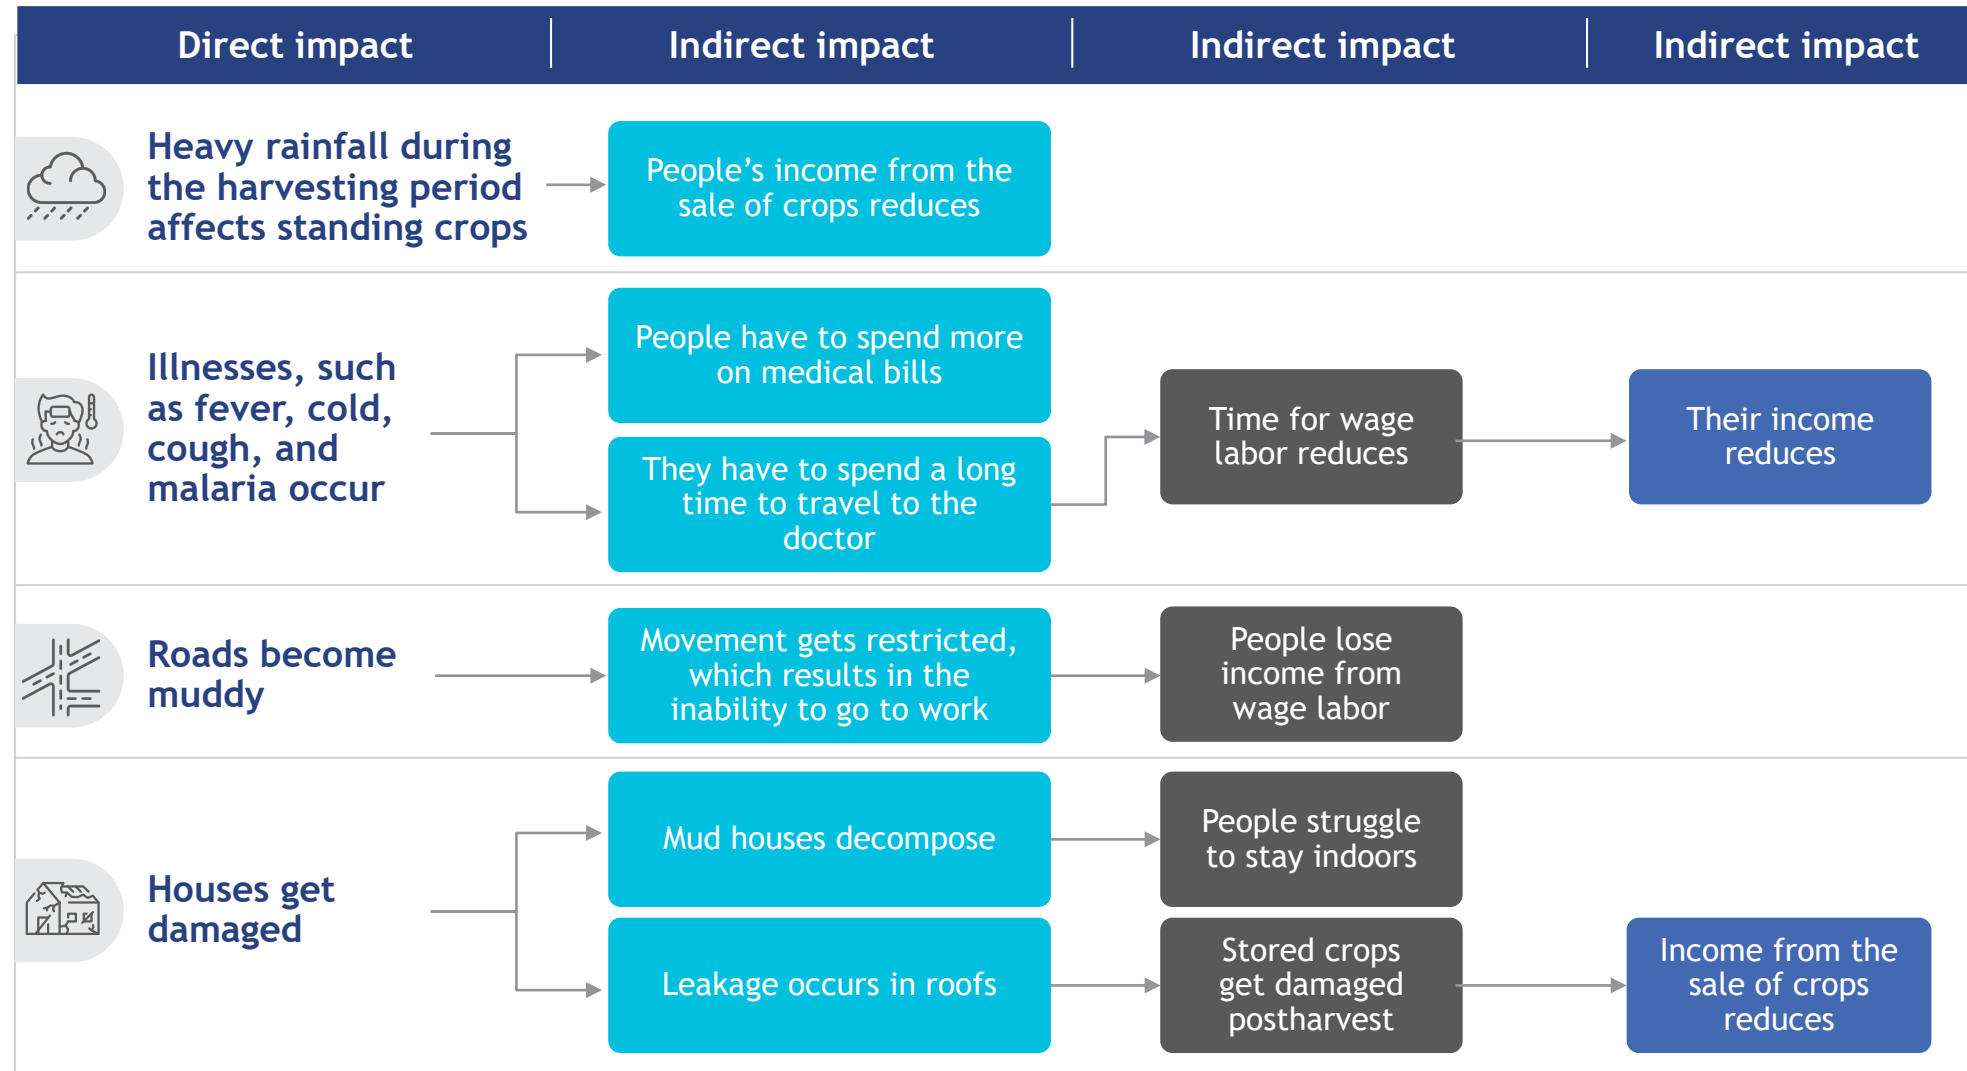 Direct impact
Indirect impact
Indirect impact
Indirect impact
Heavy rainfall during
the harvesting period
affects standing crops
People’s income from the
sale of crops reduces
Illnesses, such
as fever, cold,
cough, and
malaria occur
People have to spend more
on medical bills
They have to spend a long
time to travel to the
doctor
Time for wage
labor reduces
Their income
reduces
Roads become
muddy
Movement gets restricted,
which results in the
inability to go to work
People lose
income from
wage labor
Houses get
damaged
Mud houses decompose
People struggle
to stay indoors
Leakage occurs in roofs
Stored crops
get damaged
postharvest
Income from the
sale of crops
reduces